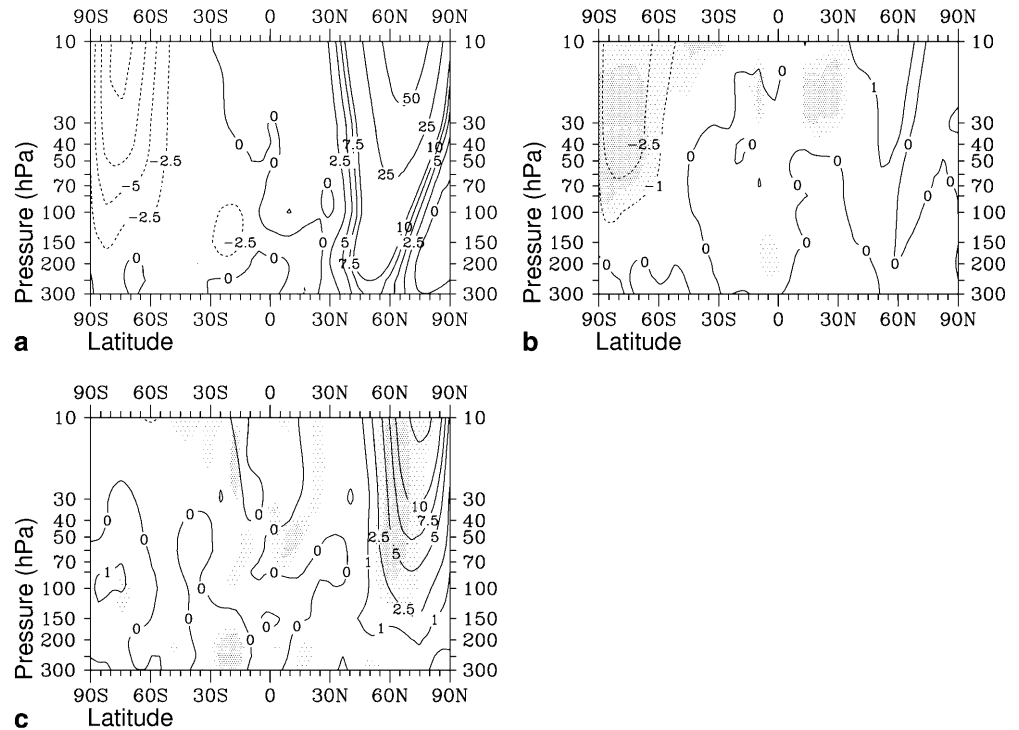 90S 60S 30S 0 30N 60N 90N
10 10
50
30 0 25 30
40 0 7.5 10 40
50 −2.5 0 2.5 5 50
25
70 −5 0 70
100 −2.5 10 0 100
150 −2.5 0 5 2.5 150
200 0 0 7.5 200
0
300 300
90S 60S 30S 0 30N 60N 90N
Pressure (hPa)
a Latitude
90S 60S 30S 0 30N 60N 90N
10 10
0
1
30 30
40 −2.5 0 0 40
50 0 0 50
70 −1 0 0 70
0
100 100
150 0 0 0 150
200 0 0 0 200
300 300
90S 60S 30S 0 30N 60N 90N
Pressure (hPa)
b Latitude
90S 60S 30S 0 30N 60N 90N
10 10
30 10 30
40 0 0 0 7.5 40
50 0 0 2.5 5 50
0 5
70 1 0 0 1 70
100 0 100
2.5
150 0 0 0 0 1 1 150
200 0 200
300 300
90S 60S 30S 0 30N 60N 90N
Pressure (hPa)
c Latitude